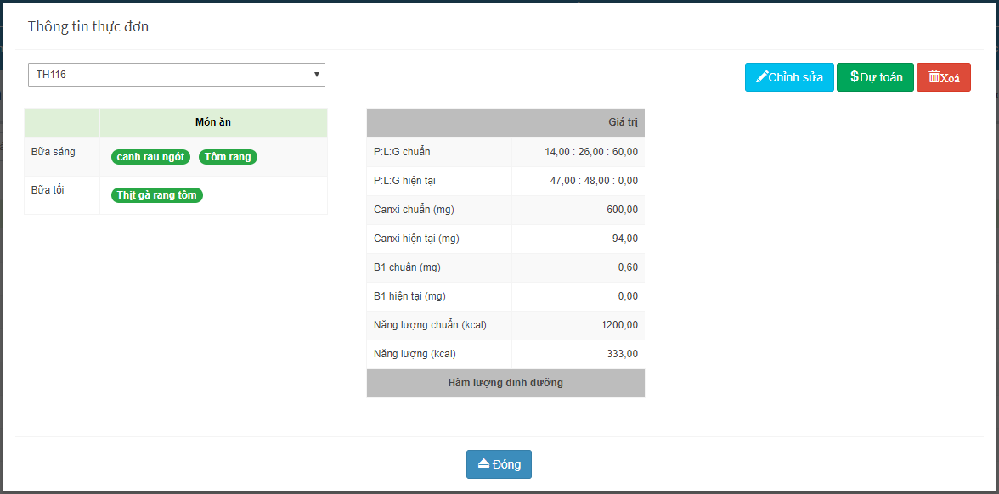 Thông tin thực đơn
TH116
Chỉnh sửa
$Dự toán
Xoá
Món ăn
Bữa sáng canh rau ngót Tôm rang
Bữa tối Thịt gà rang tôm
Giá trị
P:L:G chuẩn 14,00 : 26,00 : 60,00
P:L:G hiện tại 47,00 : 48,00 : 0,00
Canxi chuẩn (mg) 600,00
Canxi hiện tại (mg) 94,00
B1 chuẩn (mg) 0,60
B1 hiện tại (mg) 0,00
Năng lượng chuẩn (kcal) 1200,00
Năng lượng (kcal) 333,00
Hàm lượng dinh dưỡng
Đóng